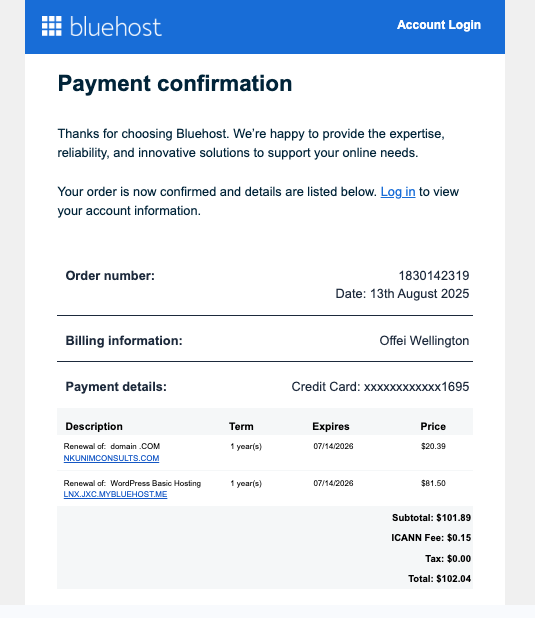 bluehost
Account Login
Payment confirmation
Thanks for choosing Bluehost. We’re happy to provide the expertise,
reliability, and innovative solutions to support your online needs.
Your order is now confirmed and details are listed below. Log in to view
your account information.
Order number: 1830142319
Date: 13th August 2025
Billing information: Offei Wellington
Payment details: Credit Card: xxxxxxxxxxxx1695
Description Term Expires Price
Renewal of: domain .COM 1 year(s) 07/14/2026 $20.39
NKUNIMCONSULTS.COM
Renewal of: WordPress Basic Hosting 1 year(s) 07/14/2026 $81.50
LNX.JXC.MYBLUEHOST.ME
Subtotal: $101.89
ICANN Fee: $0.15
Tax: $0.00
Total: $102.04